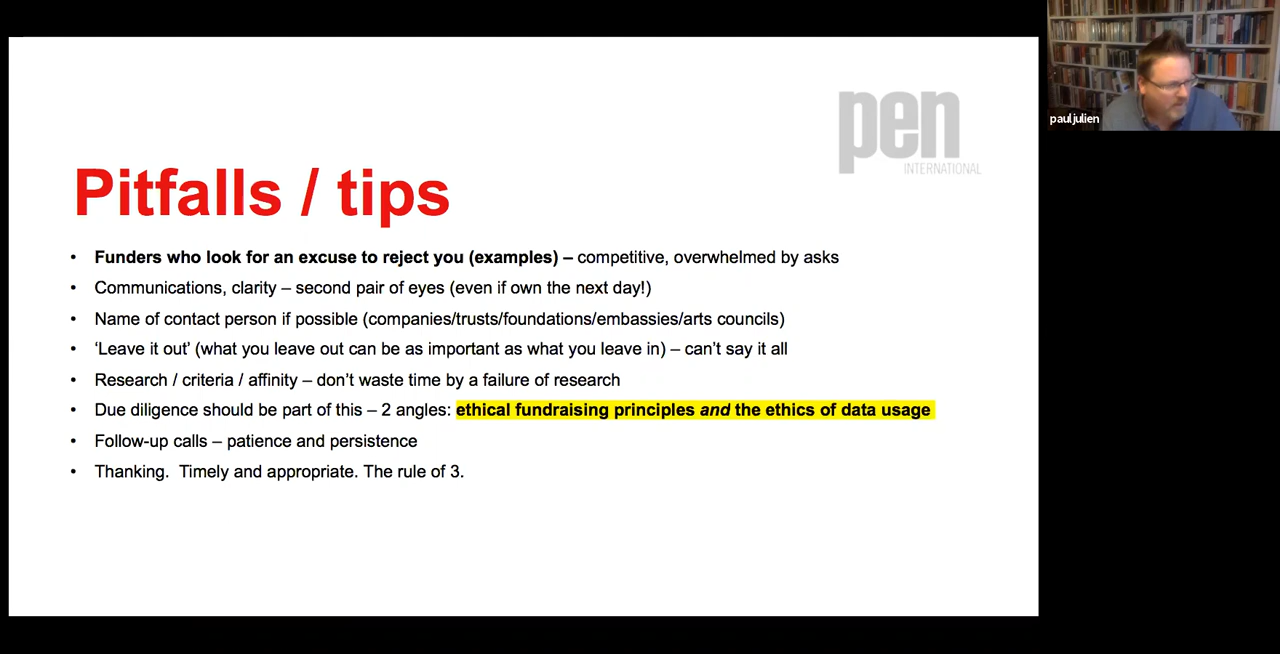 pen
INTERNATIONAL
pauljulien
Pitfalls / tips
• Funders who look for an excuse to reject you (examples) – competitive, overwhelmed by asks
• Communications, clarity – second pair of eyes (even if own the next day!)
• Name of contact person if possible (companies/trusts/foundations/embassies/arts councils)
• ‘Leave it out’ (what you leave out can be as important as what you leave in) – can’t say it all
• Research / criteria / affinity – don’t waste time by a failure of research
• Due diligence should be part of this – 2 angles: ethical fundraising principles and the ethics of data usage
• Follow-up calls – patience and persistence
• Thanking.  Timely and appropriate. The rule of 3.